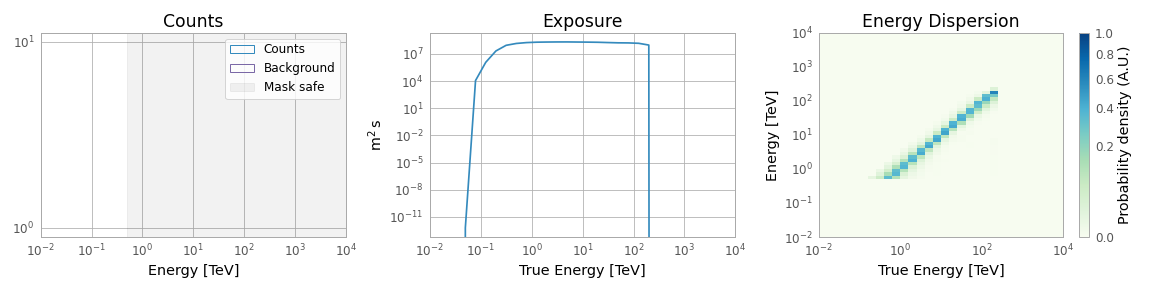 Counts
10^1
10^0
Counts
Background
Mask safe
10^-2 10^-1 10^0 10^1 10^2 10^3 10^4
Energy [TeV]
Exposure
m^2 s
10^7
10^4
10^1
10^-2
10^-5
10^-8
10^-11
10^-2 10^-1 10^0 10^1 10^2 10^3 10^4
True Energy [TeV]
Energy Dispersion
Energy [TeV]
10^4
10^3
10^2
10^1
10^0
10^-1
10^-2
10^-2 10^0 10^2 10^4
True Energy [TeV]
1.0
0.8
0.6
0.4
0.2
0.0
Probability density (A.U.)